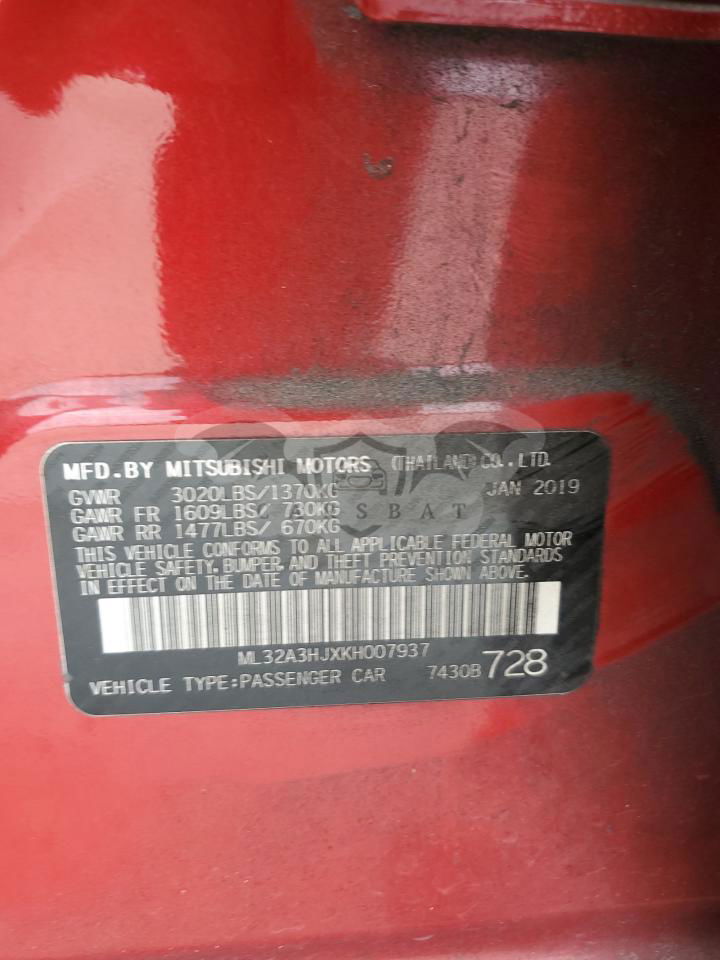 MFD.BY MITSUBISHI MOTORS (THAILAND) CO.,LTD.
GVWR 3020LBS/1370KG JAN 2019
GAWR FR 1609LBS/ 730KG
GAWR RR 1477LBS/ 670KG
THIS VEHICLE CONFORMS TO ALL APPLICABLE FEDERAL MOTOR
VEHICLE SAFETY, BUMPER, AND THEFT PREVENTION STANDARDS
IN EFFECT ON THE DATE OF MANUFACTURE SHOWN ABOVE.
ML32A3HJXKH007937
VEHICLE TYPE:PASSENGER CAR 7430B 728